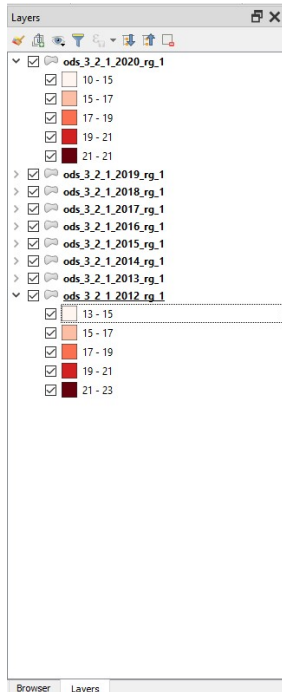 Layers
ods_3_2_1_2020_rg_1
10 - 15
15 - 17
17 - 19
19 - 21
21 - 21
ods_3_2_1_2019_rg_1
ods_3_2_1_2018_rg_1
ods_3_2_1_2017_rg_1
ods_3_2_1_2016_rg_1
ods_3_2_1_2015_rg_1
ods_3_2_1_2014_rg_1
ods_3_2_1_2013_rg_1
ods_3_2_1_2012_rg_1
13 - 15
15 - 17
17 - 19
19 - 21
21 - 23
Browser Layers